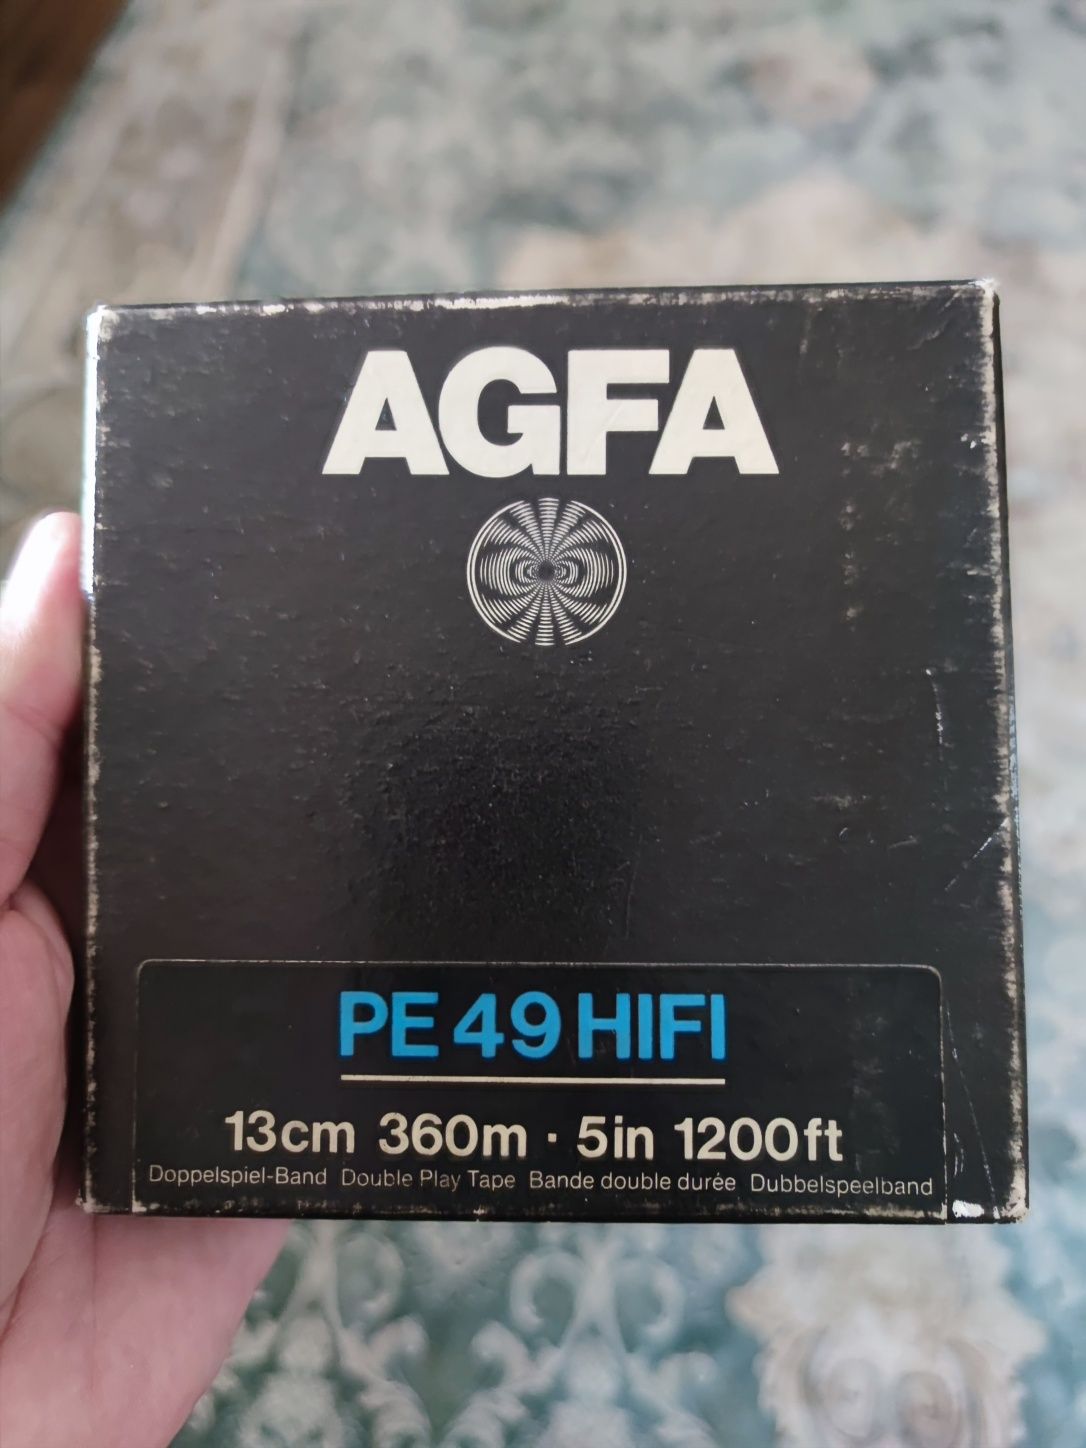 AGFA
PE 49 HIFI
13cm 360m · 5in 1200ft
Doppelspiel-Band Double Play Tape Bande double durée Dubbelspeelband